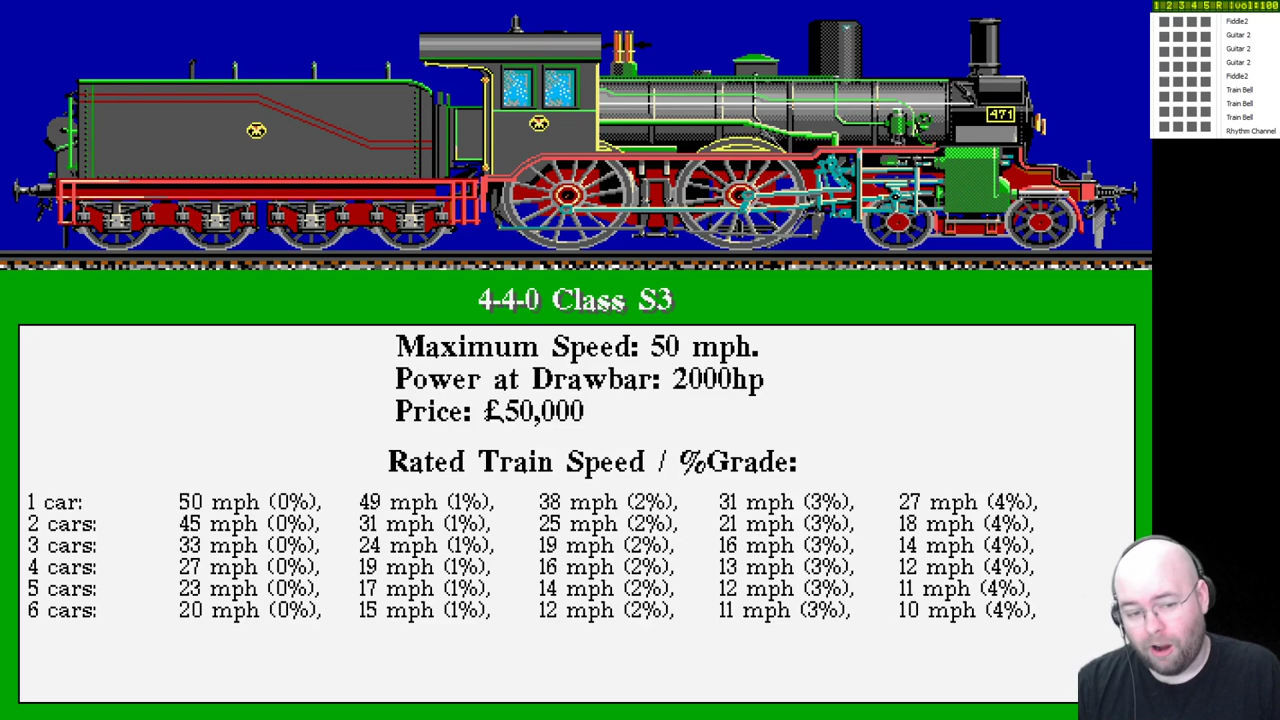 1 2 3 4 5 R !vol:100
Fiddle2
Guitar 2
Guitar 2
Guitar 2
Fiddle2
Train Bell
Train Bell
Train Bell
Rhythm Channel
471
4-4-0 Class S3
Maximum Speed: 50 mph.
Power at Drawbar: 2000hp
Price: £50,000
Rated Train Speed / %Grade:
1 car: 50 mph (0%), 49 mph (1%), 38 mph (2%), 31 mph (3%), 27 mph (4%),
2 cars: 45 mph (0%), 31 mph (1%), 25 mph (2%), 21 mph (3%), 18 mph (4%),
3 cars: 33 mph (0%), 24 mph (1%), 19 mph (2%), 16 mph (3%), 14 mph (4%),
4 cars: 27 mph (0%), 19 mph (1%), 16 mph (2%), 13 mph (3%), 12 mph (4%),
5 cars: 23 mph (0%), 17 mph (1%), 14 mph (2%), 12 mph (3%), 11 mph (4%),
6 cars: 20 mph (0%), 15 mph (1%), 12 mph (2%), 11 mph (3%), 10 mph (4%),